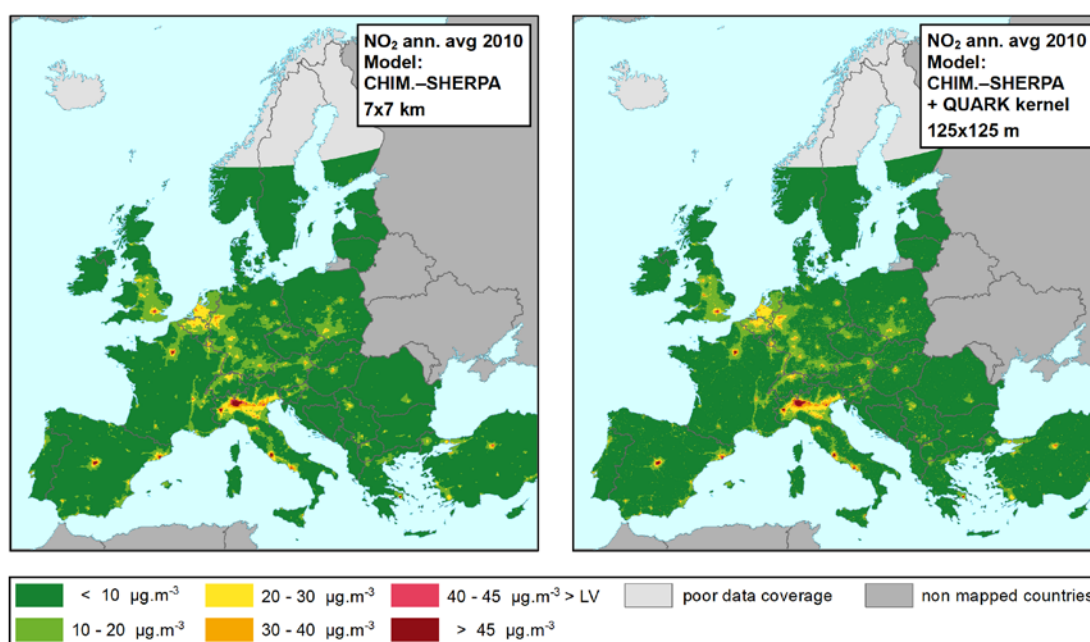 NO₂ ann. avg 2010
Model:
CHIM.–SHERPA
7x7 km
NO₂ ann. avg 2010
Model:
CHIM.–SHERPA
+ QUARK kernel
125x125 m
< 10 µg.m⁻³
20 - 30 µg.m⁻³
40 - 45 µg.m⁻³ > LV
poor data coverage
non mapped countries
10 - 20 µg.m⁻³
30 - 40 µg.m⁻³
> 45 µg.m⁻³